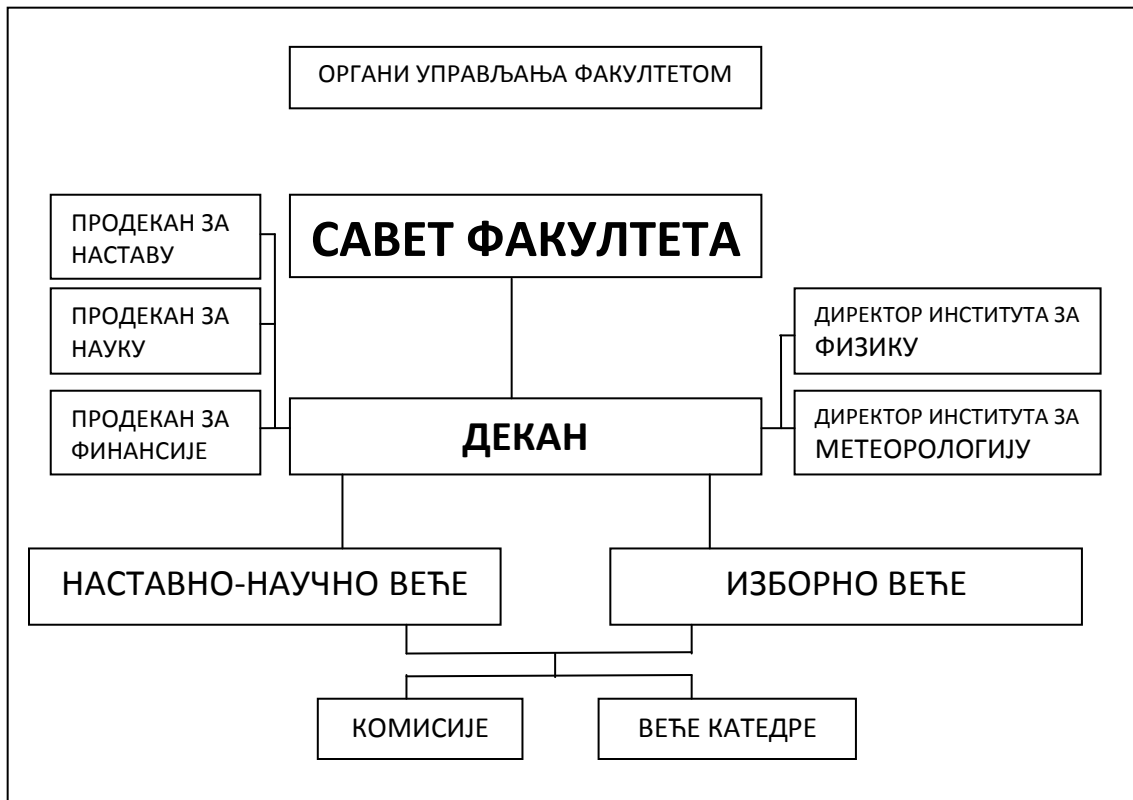 ОРГАНИ УПРАВЉАЊА ФАКУЛТЕТОМ
ПРОДЕКАН ЗА
НАСТАВУ
САВЕТ ФАКУЛТЕТА
ПРОДЕКАН ЗА
НАУКУ
ДИРЕКТОР ИНСТИТУТА ЗА
ФИЗИКУ
ПРОДЕКАН ЗА
ФИНАНСИЈЕ
ДЕКАН
ДИРЕКТОР ИНСТИТУТА ЗА
МЕТЕОРОЛОГИЈУ
НАСТАВНО-НАУЧНО ВЕЋЕ
ИЗБОРНО ВЕЋЕ
КОМИСИЈЕ
ВЕЋЕ КАТЕДРЕ